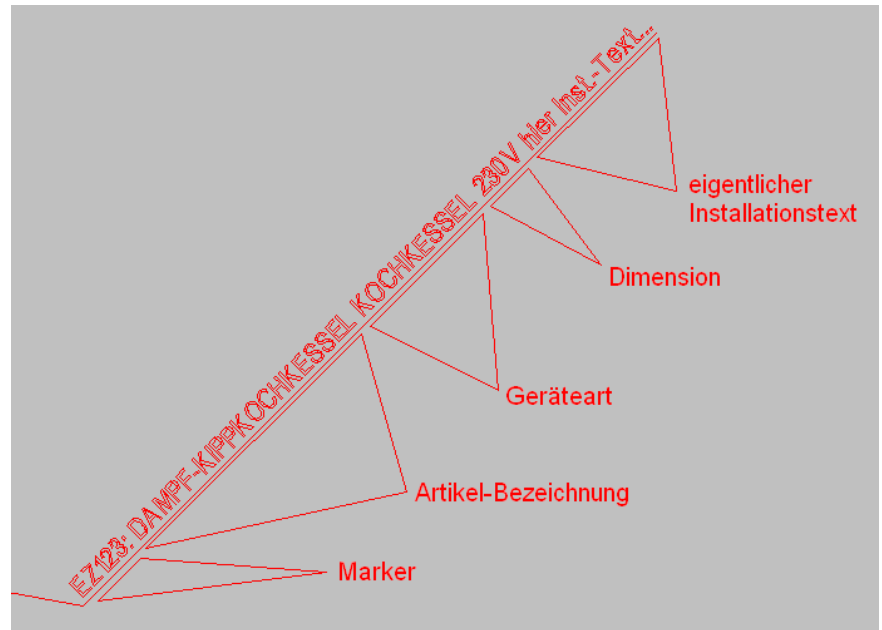 EZ123: DAMPF-KIPPKOCHKESSEL KOCHKESSEL 230V hier Inst.-Text...
eigentlicher
Installationstext
Dimension
Geräteart
Artikel-Bezeichnung
Marker